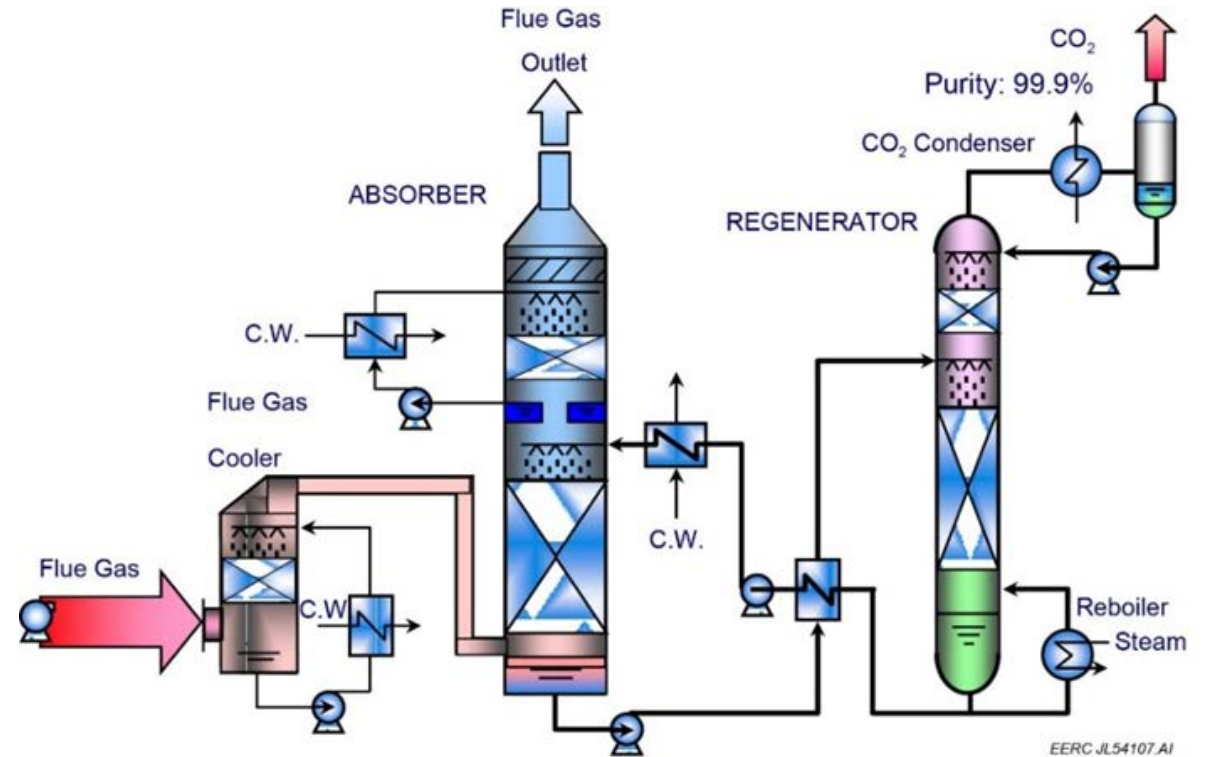 Flue Gas
Outlet
CO₂
Purity: 99.9%
CO₂ Condenser
ABSORBER
REGENERATOR
C.W.
Flue Gas
Cooler
C.W.
Flue Gas
C.W
Reboiler
Steam
EERC JL54107.AI